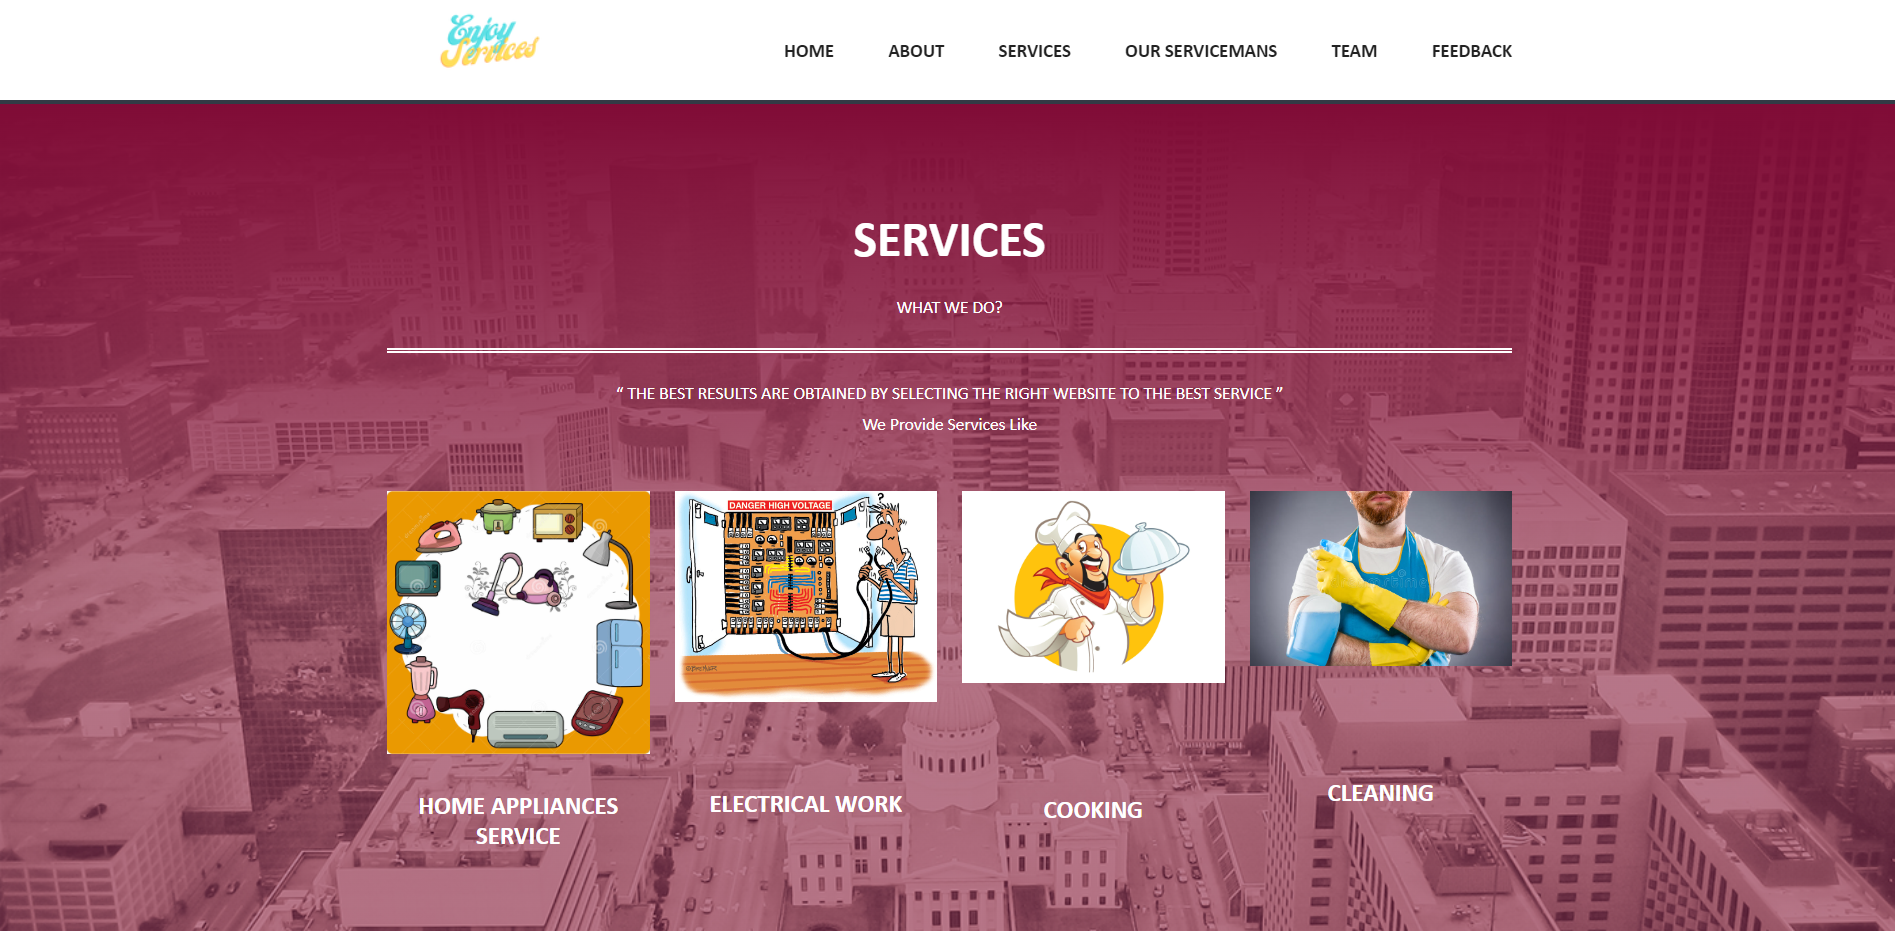 Enjoy
Services
HOME
ABOUT
SERVICES
OUR SERVICEMANS
TEAM
FEEDBACK
SERVICES
WHAT WE DO?
“ THE BEST RESULTS ARE OBTAINED BY SELECTING THE RIGHT WEBSITE TO THE BEST SERVICE ”
We Provide Services Like
DANGER HIGH VOLTAGE
?
HOME APPLIANCES
SERVICE
ELECTRICAL WORK
COOKING
CLEANING